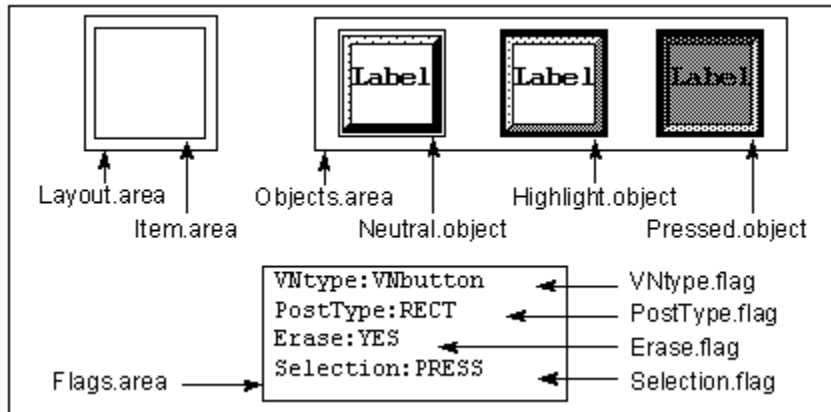 Label Label Label
Layout.area Objects.area Highlight.object
Item.area Neutral.object Pressed.object
VNtype:VNbutton VNtype.flag
PostType:RECT PostType.flag
Erase:YES Erase.flag
Selection:PRESS Selection.flag
Flags.area